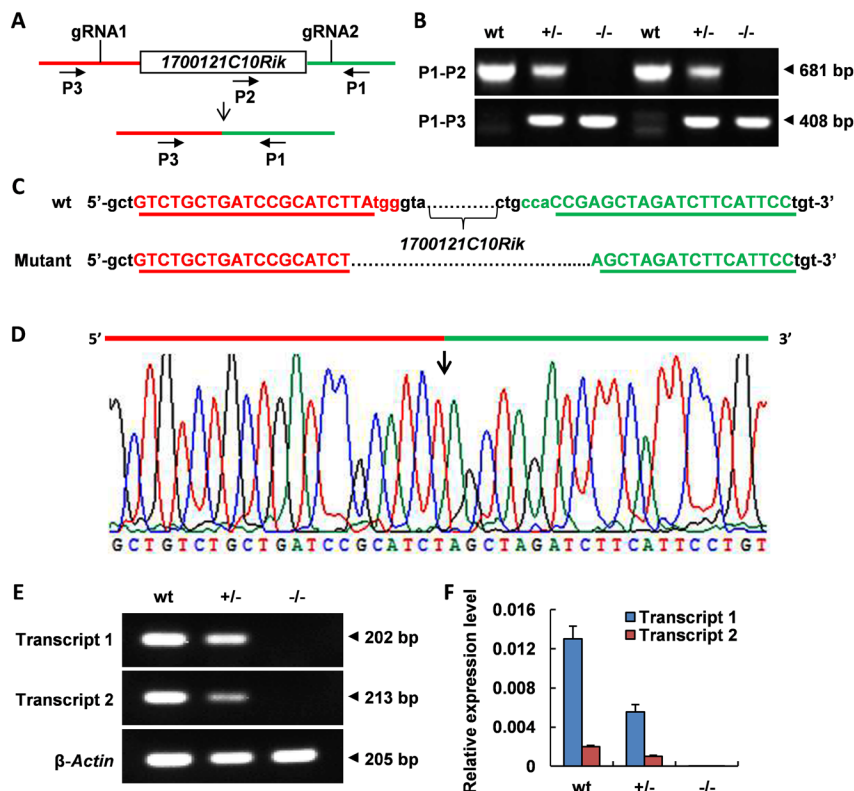 A
gRNA1 gRNA2
1700121C10Rik
P3 P2 P1
P3 P1
B
wt +/- -/- wt +/- -/-
P1-P2 681 bp
P1-P3 408 bp
C
wt 5’-gctGTCTGCTGATCCGCATCTTAtgggta............ctgccaCCGAGCTAGATCTTCATTCCtgt-3’
1700121C10Rik
Mutant 5’-gctGTCTGCTGATCCGCATCT..........................................AGCTAGATCTTCATTCCtgt-3’
D
5’ 3’
GCTGTCTGCTGATCCGCATCTAGCTAGATCTTCATTCCTGT
E
wt +/- -/-
Transcript 1 202 bp
Transcript 2 213 bp
β-Actin 205 bp
F
Relative expression level
0.016
0.012
0.008
0.004
0
Transcript 1
Transcript 2
wt +/- -/-